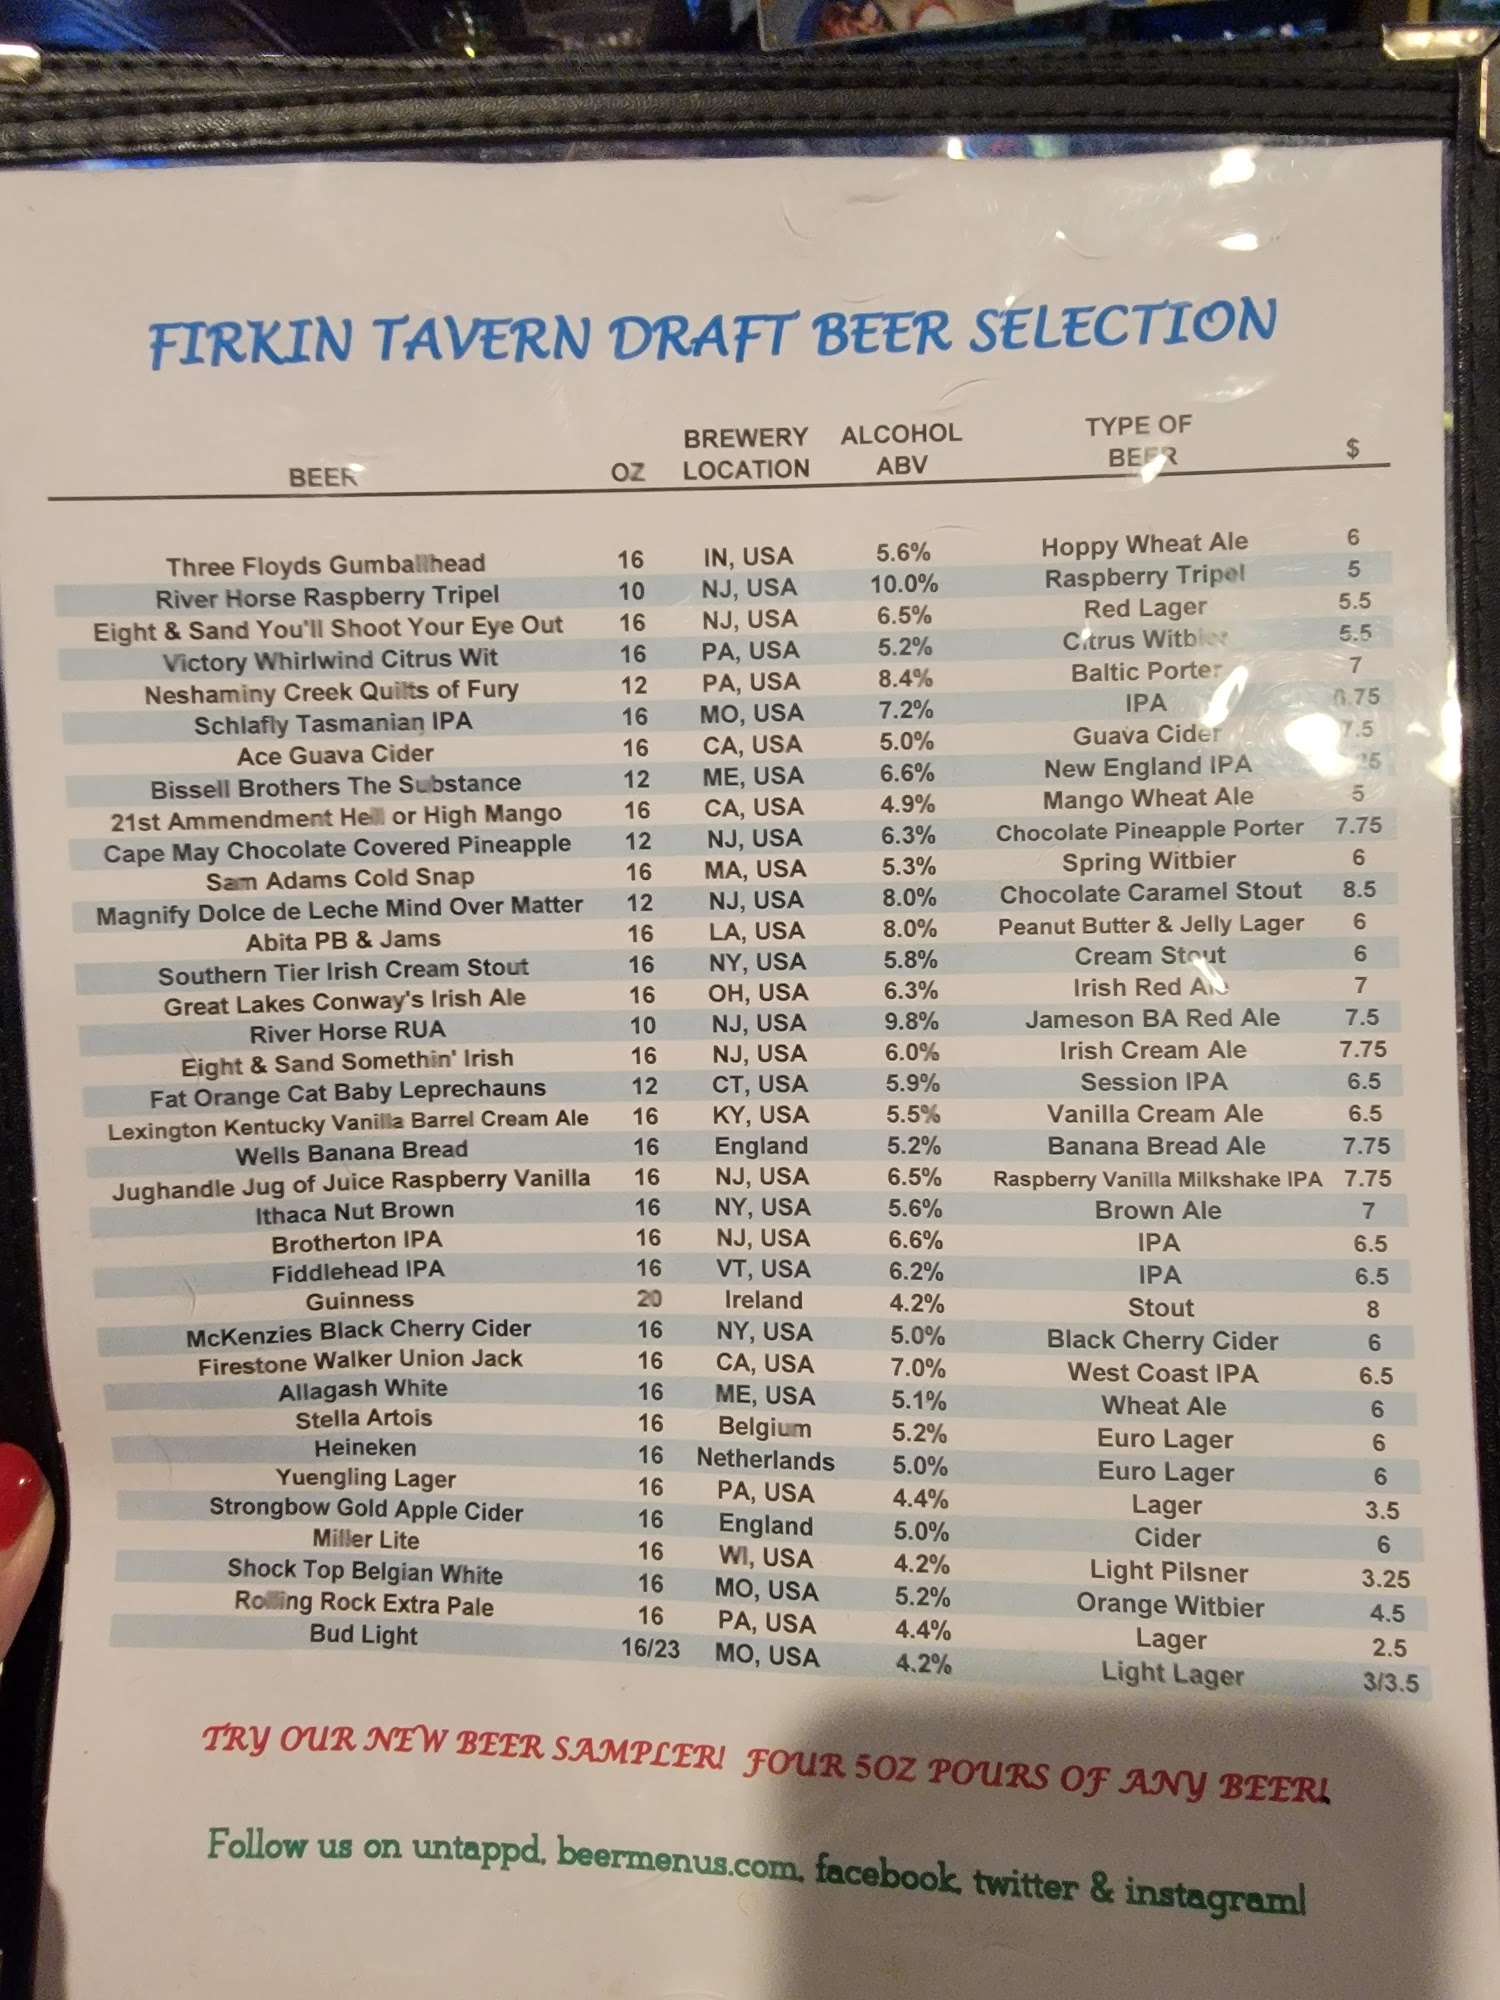 FIRKIN TAVERN DRAFT BEER SELECTION
BEER OZ BREWERY LOCATION ALCOHOL ABV TYPE OF BEER $
Three Floyds Gumballhead 16 IN, USA 5.6% Hoppy Wheat Ale 6
River Horse Raspberry Tripel 10 NJ, USA 10.0% Raspberry Tripel 5
Eight & Sand You'll Shoot Your Eye Out 16 NJ, USA 6.5% Red Lager 5.5
Victory Whirlwind Citrus Wit 16 PA, USA 5.2% Citrus Witbier 5.5
Neshaminy Creek Quilts of Fury 12 PA, USA 8.4% Baltic Porter 7
Schlafly Tasmanian IPA 16 MO, USA 7.2% IPA
Ace Guava Cider 16 CA, USA 5.0% Guava Cider 7.5
Bissell Brothers The Substance 12 ME, USA 6.6% New England IPA
21st Ammendment Hell or High Mango 16 CA, USA 4.9% Mango Wheat Ale 5
Cape May Chocolate Covered Pineapple 12 NJ, USA 6.3% Chocolate Pineapple Porter 7.75
Sam Adams Cold Snap 16 MA, USA 5.3% Spring Witbier 6
Magnify Dolce de Leche Mind Over Matter 12 NJ, USA 8.0% Chocolate Caramel Stout 8.5
Abita PB & Jams 16 LA, USA 8.0% Peanut Butter & Jelly Lager 6
Southern Tier Irish Cream Stout 16 NY, USA 5.8% Cream Stout 6
Great Lakes Conway's Irish Ale 16 OH, USA 6.3% Irish Red Ale 7
River Horse RUA 10 NJ, USA 9.8% Jameson BA Red Ale 7.5
Eight & Sand Somethin' Irish 16 NJ, USA 6.0% Irish Cream Ale 7.75
Fat Orange Cat Baby Leprechauns 12 CT, USA 5.9% Session IPA 6.5
Lexington Kentucky Vanilla Barrel Cream Ale 16 KY, USA 5.5% Vanilla Cream Ale 6.5
Wells Banana Bread 16 England 5.2% Banana Bread Ale 7.75
Jughandle Jug of Juice Raspberry Vanilla 16 NJ, USA 6.5% Raspberry Vanilla Milkshake IPA 7.75
Ithaca Nut Brown 16 NY, USA 5.6% Brown Ale 7
Brotherton IPA 16 NJ, USA 6.6% IPA 6.5
Fiddlehead IPA 16 VT, USA 6.2% IPA 6.5
Guinness 20 Ireland 4.2% Stout 8
McKenzies Black Cherry Cider 16 NY, USA 5.0% Black Cherry Cider 6
Firestone Walker Union Jack 16 CA, USA 7.0% West Coast IPA 6.5
Allagash White 16 ME, USA 5.1% Wheat Ale 6
Stella Artois 16 Belgium 5.2% Euro Lager 6
Heineken 16 Netherlands 5.0% Euro Lager 6
Yuengling Lager 16 PA, USA 4.4% Lager 3.5
Strongbow Gold Apple Cider 16 England 5.0% Cider 6
Miller Lite 16 WI, USA 4.2% Light Pilsner 3.25
Shock Top Belgian White 16 MO, USA 5.2% Orange Witbier 4.5
Rolling Rock Extra Pale 16 PA, USA 4.4% Lager 2.5
Bud Light 16/23 MO, USA 4.2% Light Lager 3/3.5
TRY OUR NEW BEER SAMPLER! FOUR 5OZ POURS OF ANY BEER!
Follow us on untappd, beermenus.com, facebook, twitter & instagram!